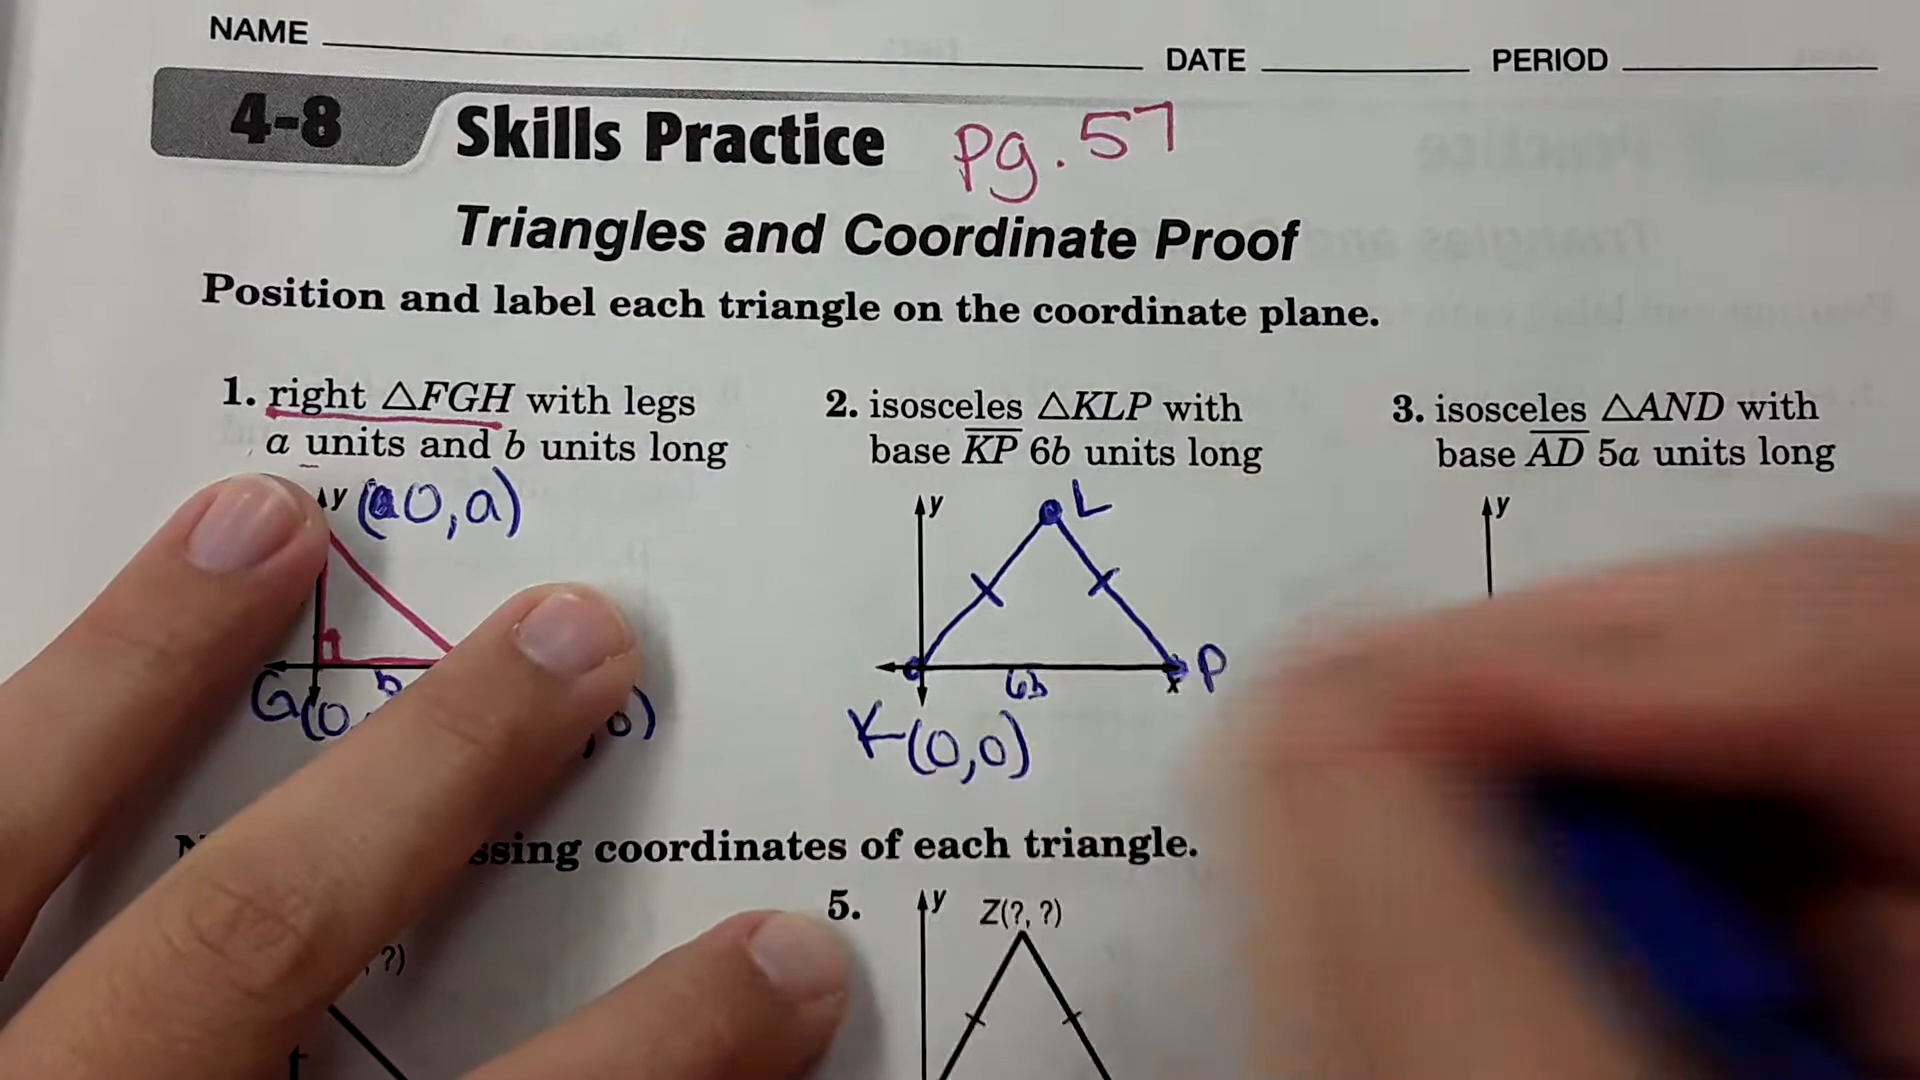 NAME DATE PERIOD
4-8 Skills Practice pg. 57
Triangles and Coordinate Proof
Position and label each triangle on the coordinate plane.
1. right △FGH with legs
a units and b units long
2. isosceles △KLP with
base KP 6b units long
3. isosceles △AND with
base AD 5a units long
y (0, a)
b
G(0,
0)
y L
6b
x P
K(0,0)
y
coordinates of each triangle.
, ?)
5. y Z(?, ?)